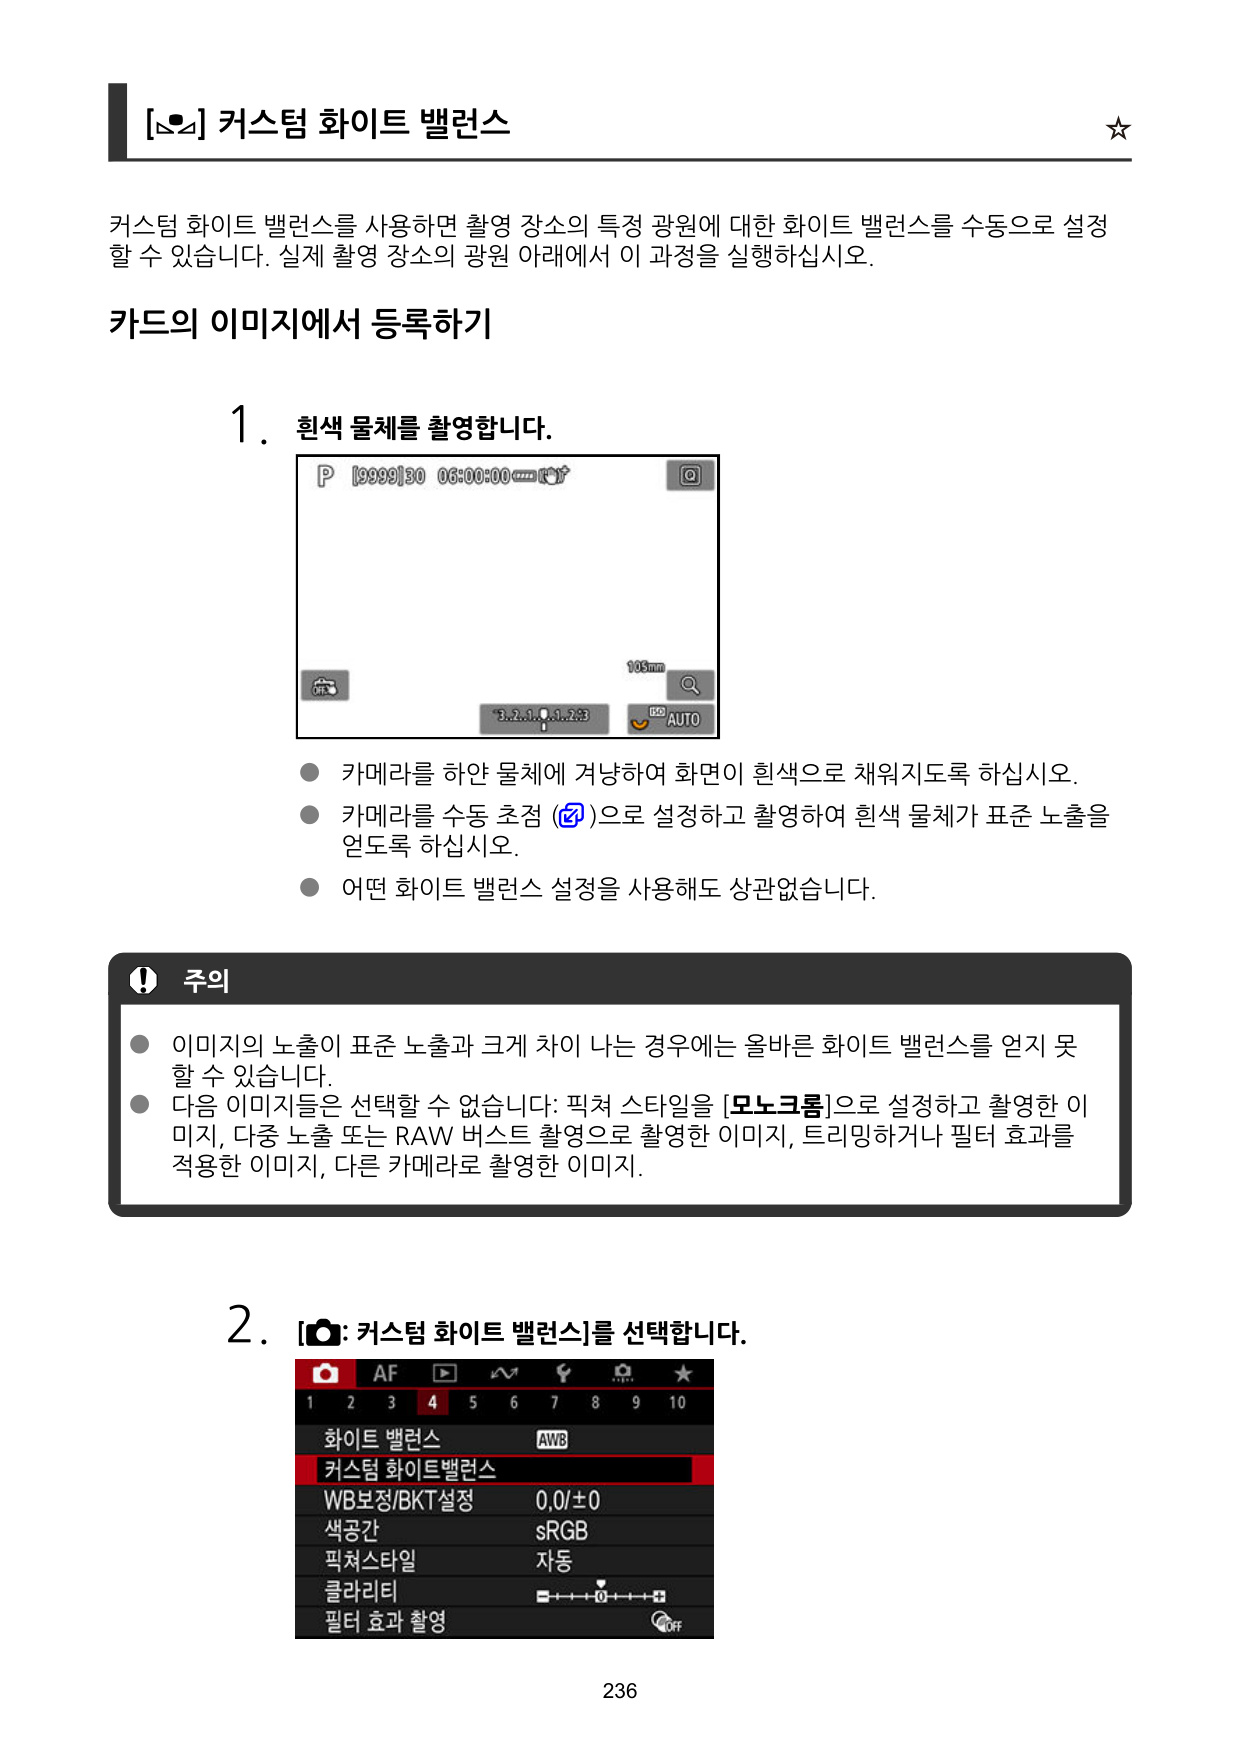 [] 커스텀 화이트 밸런스 ☆
커스텀 화이트 밸런스를 사용하면 촬영 장소의 특정 광원에 대한 화이트 밸런스를 수동으로 설정
할 수 있습니다. 실제 촬영 장소의 광원 아래에서 이 과정을 실행하십시오.
카드의 이미지에서 등록하기
1. 흰색 물체를 촬영합니다.
P [9999]30 06:00:00 Q
105mm
OFF
-3..2..1..0..1..2..+3 ISO AUTO
● 카메라를 하얀 물체에 겨냥하여 화면이 흰색으로 채워지도록 하십시오.
● 카메라를 수동 초점 ()으로 설정하고 촬영하여 흰색 물체가 표준 노출을
얻도록 하십시오.
● 어떤 화이트 밸런스 설정을 사용해도 상관없습니다.
주의
● 이미지의 노출이 표준 노출과 크게 차이 나는 경우에는 올바른 화이트 밸런스를 얻지 못
할 수 있습니다.
● 다음 이미지들은 선택할 수 없습니다: 픽쳐 스타일을 [모노크롬]으로 설정하고 촬영한 이
미지, 다중 노출 또는 RAW 버스트 촬영으로 촬영한 이미지, 트리밍하거나 필터 효과를
적용한 이미지, 다른 카메라로 촬영한 이미지.
2. [: 커스텀 화이트 밸런스]를 선택합니다.
AF ★
1 2 3 4 5 6 7 8 9 10
화이트 밸런스 AWB
커스텀 화이트밸런스
WB보정/BKT설정 0,0/±0
색공간 sRGB
픽쳐스타일 자동
클라리티 0
필터 효과 촬영 OFF
236